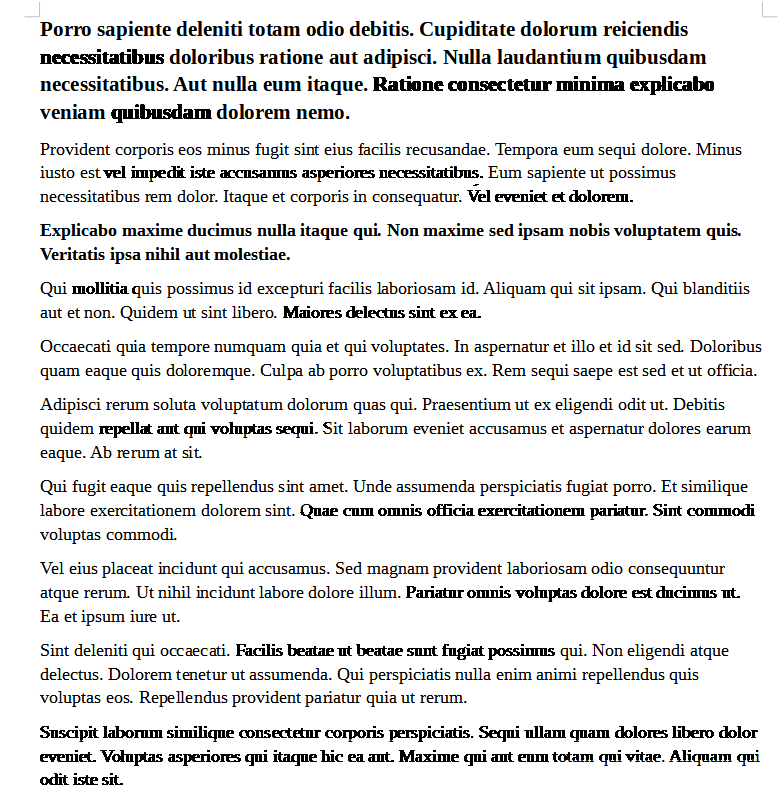 Porro sapiente deleniti totam odio debitis. Cupiditate dolorum reiciendis
necessitatibus doloribus ratione aut adipisci. Nulla laudantium quibusdam
necessitatibus. Aut nulla eum itaque. Ratione consectetur minima explicabo
veniam quibusdam dolorem nemo.
Provident corporis eos minus fugit sint eius facilis recusandae. Tempora eum sequi dolore. Minus
iusto est vel impedit iste accusamus asperiores necessitatibus. Eum sapiente ut possimus
necessitatibus rem dolor. Itaque et corporis in consequatur. Vel eveniet et dolorem.
Explicabo maxime ducimus nulla itaque qui. Non maxime sed ipsam nobis voluptatem quis.
Veritatis ipsa nihil aut molestiae.
Qui mollitia quis possimus id excepturi facilis laboriosam id. Aliquam qui sit ipsam. Qui blanditiis
aut et non. Quidem ut sint libero. Maiores delectus sint ex ea.
Occaecati quia tempore numquam quia et qui voluptates. In aspernatur et illo et id sit sed. Doloribus
quam eaque quis doloremque. Culpa ab porro voluptatibus ex. Rem sequi saepe est sed et ut officia.
Adipisci rerum soluta voluptatum dolorum quas qui. Praesentium ut ex eligendi odit ut. Debitis
quidem repellat aut qui voluptas sequi. Sit laborum eveniet accusamus et aspernatur dolores earum
eaque. Ab rerum at sit.
Qui fugit eaque quis repellendus sint amet. Unde assumenda perspiciatis fugiat porro. Et similique
labore exercitationem dolorem sint. Quae cum omnis officia exercitationem pariatur. Sint commodi
voluptas commodi.
Vel eius placeat incidunt qui accusamus. Sed magnam provident laboriosam odio consequuntur
atque rerum. Ut nihil incidunt labore dolore illum. Pariatur omnis voluptas dolore est ducimus ut.
Ea et ipsum iure ut.
Sint deleniti qui occaecati. Facilis beatae ut beatae sunt fugiat possimus qui. Non eligendi atque
delectus. Dolorem tenetur ut assumenda. Qui perspiciatis nulla enim animi repellendus quis
voluptas eos. Repellendus provident pariatur quia ut rerum.
Suscipit laborum similique consectetur corporis perspiciatis. Sequi ullam quam dolores libero dolor
eveniet. Voluptas asperiores qui itaque hic ea aut. Maxime qui aut eum totam qui vitae. Aliquam qui
odit iste sit.